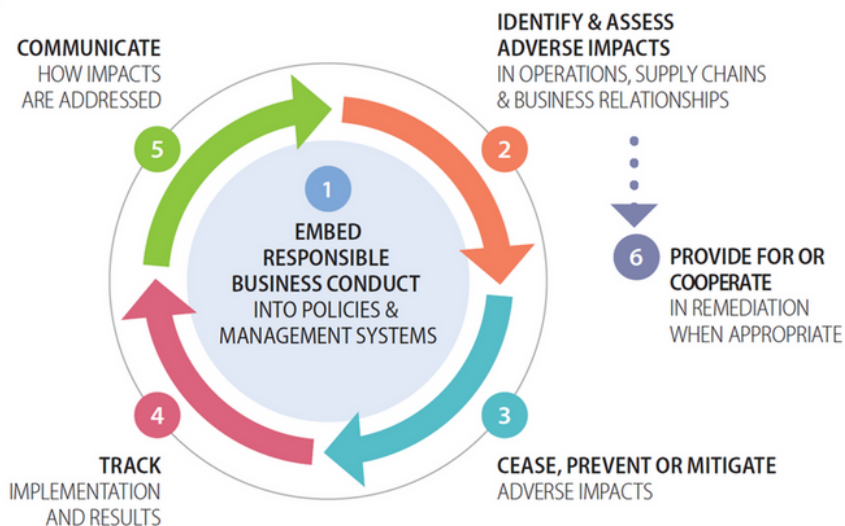 1
EMBED
RESPONSIBLE
BUSINESS CONDUCT
INTO POLICIES &
MANAGEMENT SYSTEMS
IDENTIFY & ASSESS
ADVERSE IMPACTS
IN OPERATIONS, SUPPLY CHAINS
& BUSINESS RELATIONSHIPS
2
3
CEASE, PREVENT OR MITIGATE
ADVERSE IMPACTS
4
TRACK
IMPLEMENTATION
AND RESULTS
COMMUNICATE
HOW IMPACTS
ARE ADDRESSED
5
6
PROVIDE FOR OR
COOPERATE
IN REMEDIATION
WHEN APPROPRIATE